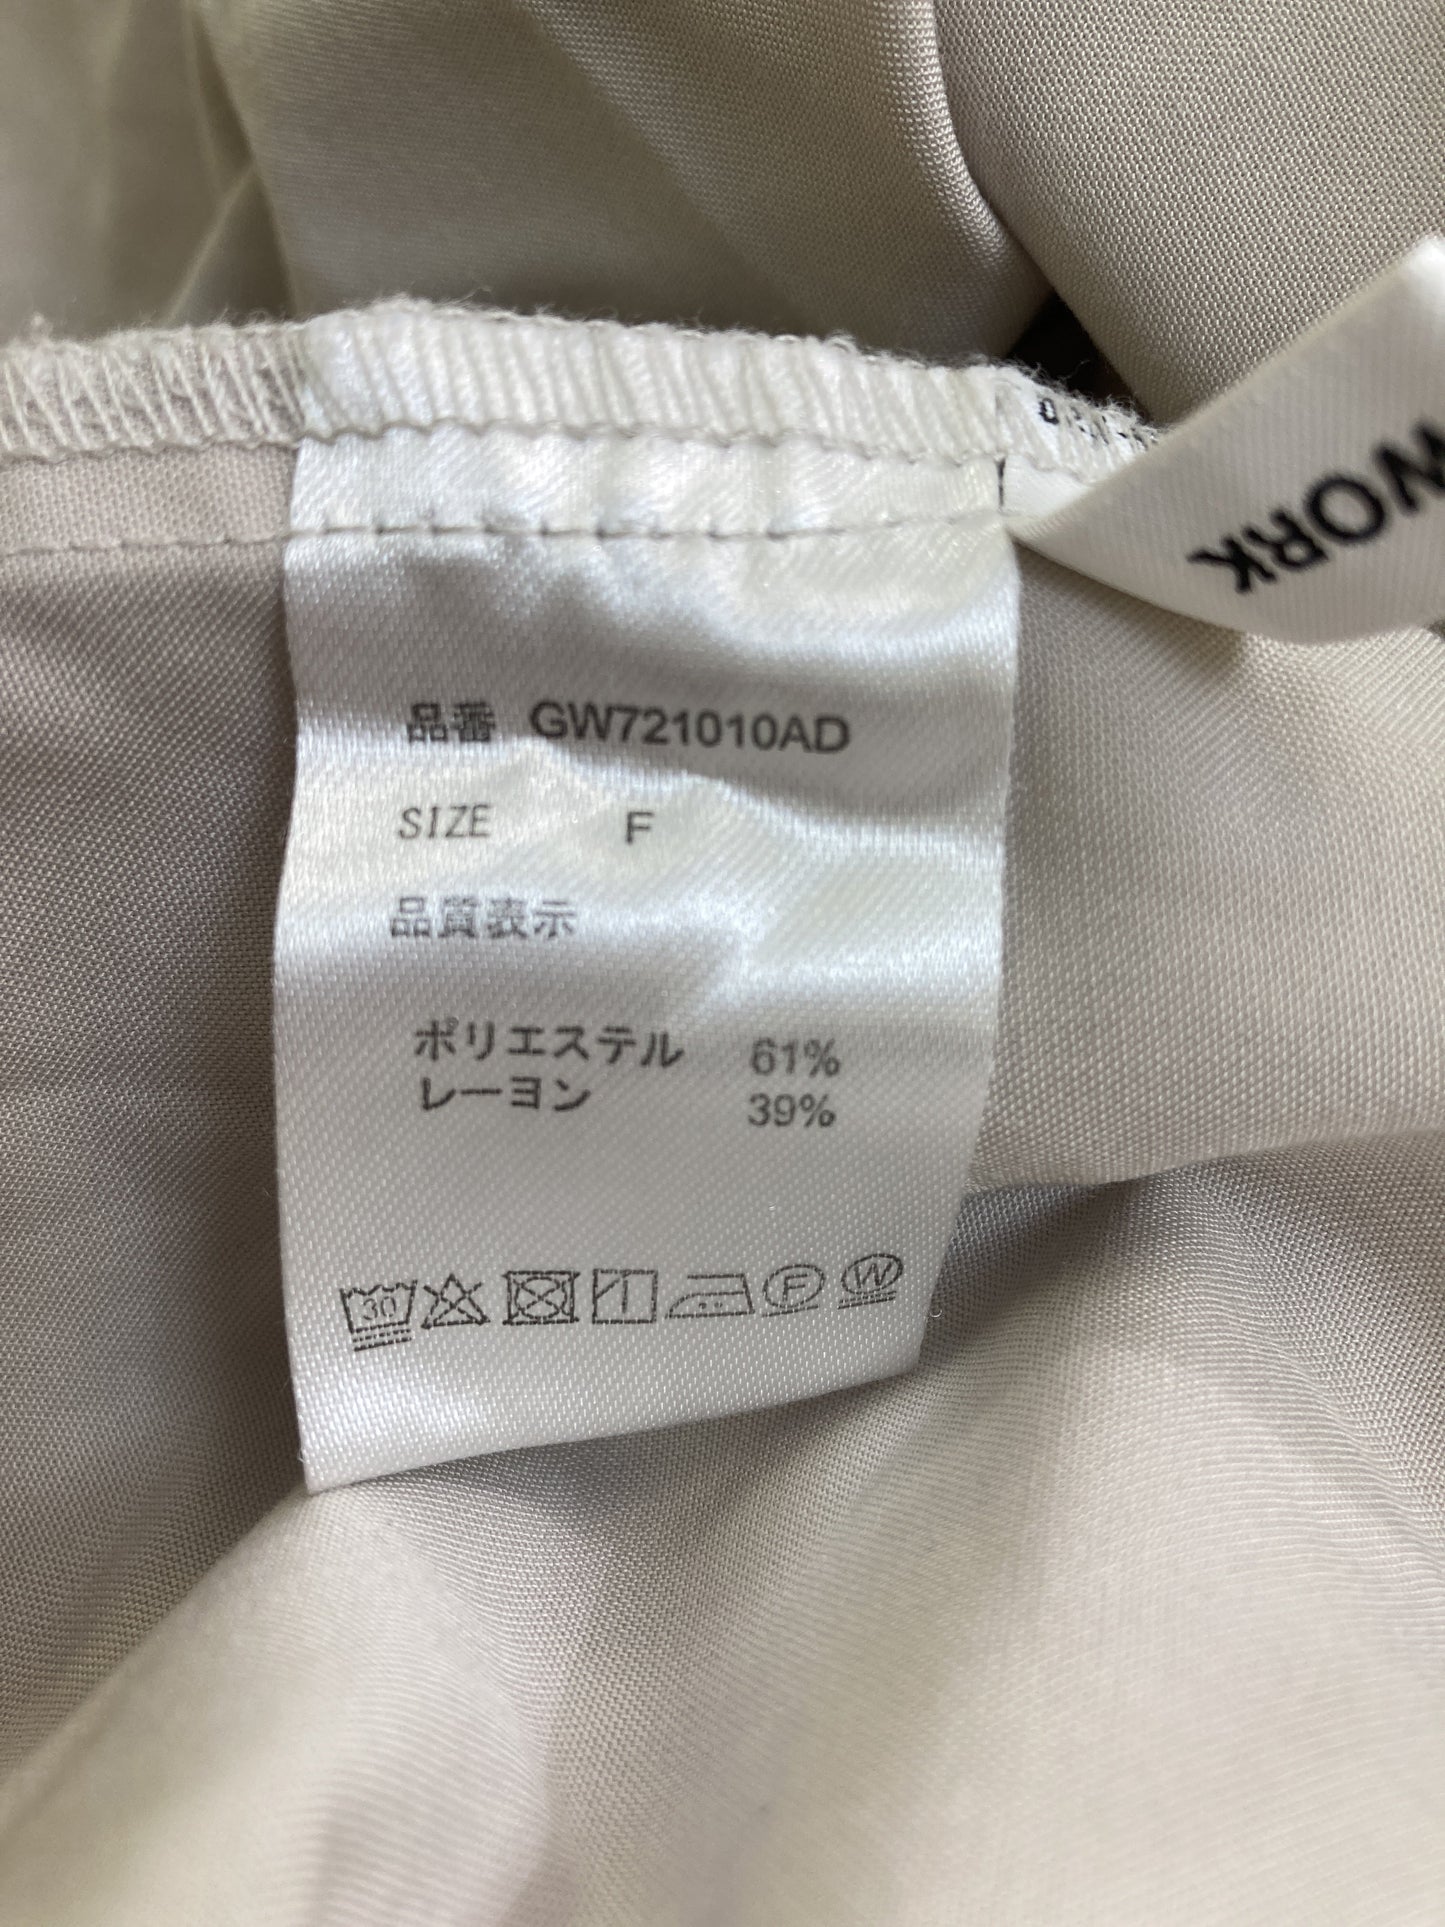 WORK
品番 GW721010AD
SIZE F
品質表示
ポリエステル 61%
レーヨン 39%
30 F W